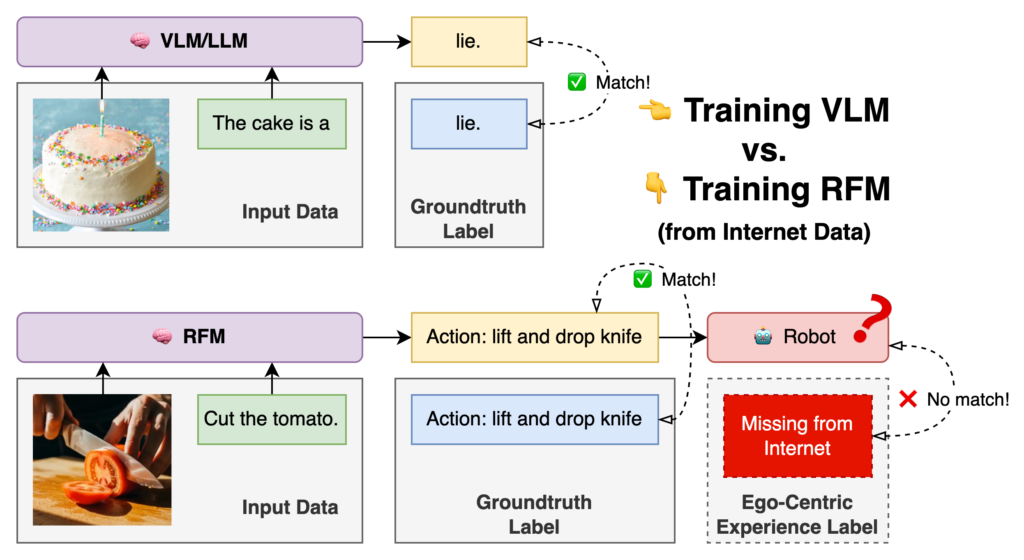 VLM/LLM
lie.
Match!
The cake is a
lie.
Input Data
Groundtruth
Label
Training VLM
vs.
Training RFM
(from Internet Data)
Match!
RFM
Action: lift and drop knife
Robot
?
Cut the tomato.
Action: lift and drop knife
Missing from
Internet
No match!
Input Data
Groundtruth
Label
Ego-Centric
Experience Label